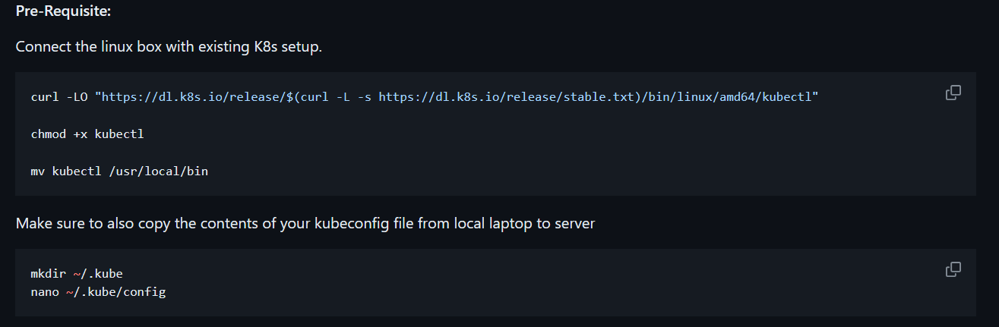 Pre-Requisite:
Connect the linux box with existing K8s setup.
curl -LO "https://dl.k8s.io/release/$(curl -L -s https://dl.k8s.io/release/stable.txt)/bin/linux/amd64/kubectl"
chmod +x kubectl
mv kubectl /usr/local/bin
Make sure to also copy the contents of your kubeconfig file from local laptop to server
mkdir ~/.kube
nano ~/.kube/config